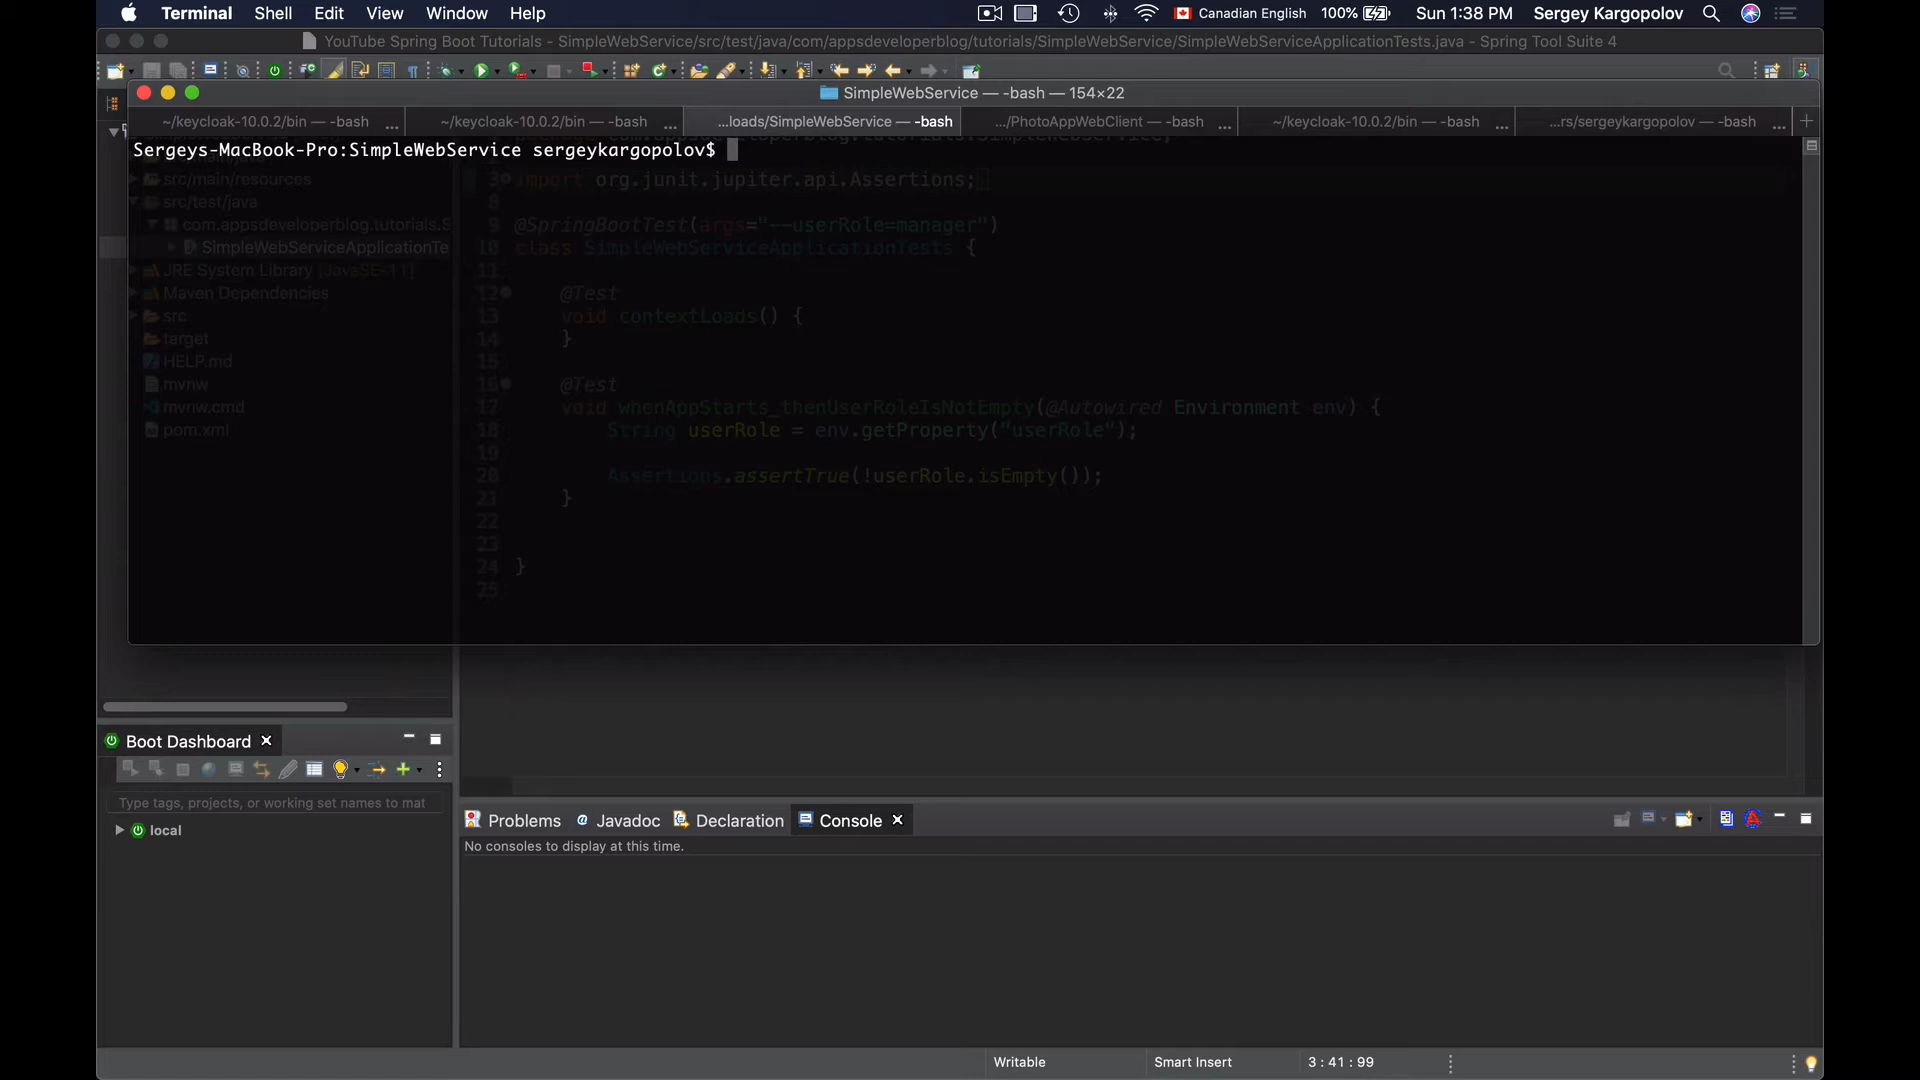 Terminal Shell Edit View Window Help
Canadian English 100% Sun 1:38 PM Sergey Kargopolov
YouTube Spring Boot Tutorials - SimpleWebService/src/test/java/com/appsdeveloperblog/tutorials/SimpleWebService/SimpleWebServiceApplicationTests.java - Spring Tool Suite 4
SimpleWebService — -bash — 154×22
~/keycloak-10.0.2/bin — -bash ... ~/keycloak-10.0.2/bin — -bash ... ...loads/SimpleWebService — -bash .../PhotoAppWebClient — -bash ... ~/keycloak-10.0.2/bin — -bash ... ...rs/sergeykargopolov — -bash ...
Sergeys-MacBook-Pro:SimpleWebService sergeykargopolov$
src/main/resources
src/test/java
com.appsdeveloperblog.tutorials.S
SimpleWebServiceApplicationTe
JRE System Library [JavaSE-11]
Maven Dependencies
src
target
HELP.md
mvnw
mvnw.cmd
pom.xml
3 import org.junit.jupiter.api.Assertions;
8
9 @SpringBootTest(args="--userRole=manager")
10 class SimpleWebServiceApplicationTests {
11
12 @Test
13 void contextLoads() {
14 }
15
16 @Test
17 void whenAppStarts_thenUserRoleIsNotEmpty(@Autowired Environment env) {
18 String userRole = env.getProperty("userRole");
19
20 Assertions.assertTrue(!userRole.isEmpty());
21 }
22
23
24 }
25
Boot Dashboard
Type tags, projects, or working set names to mat
local
Problems Javadoc Declaration Console
No consoles to display at this time.
Writable Smart Insert 3 : 41 : 99